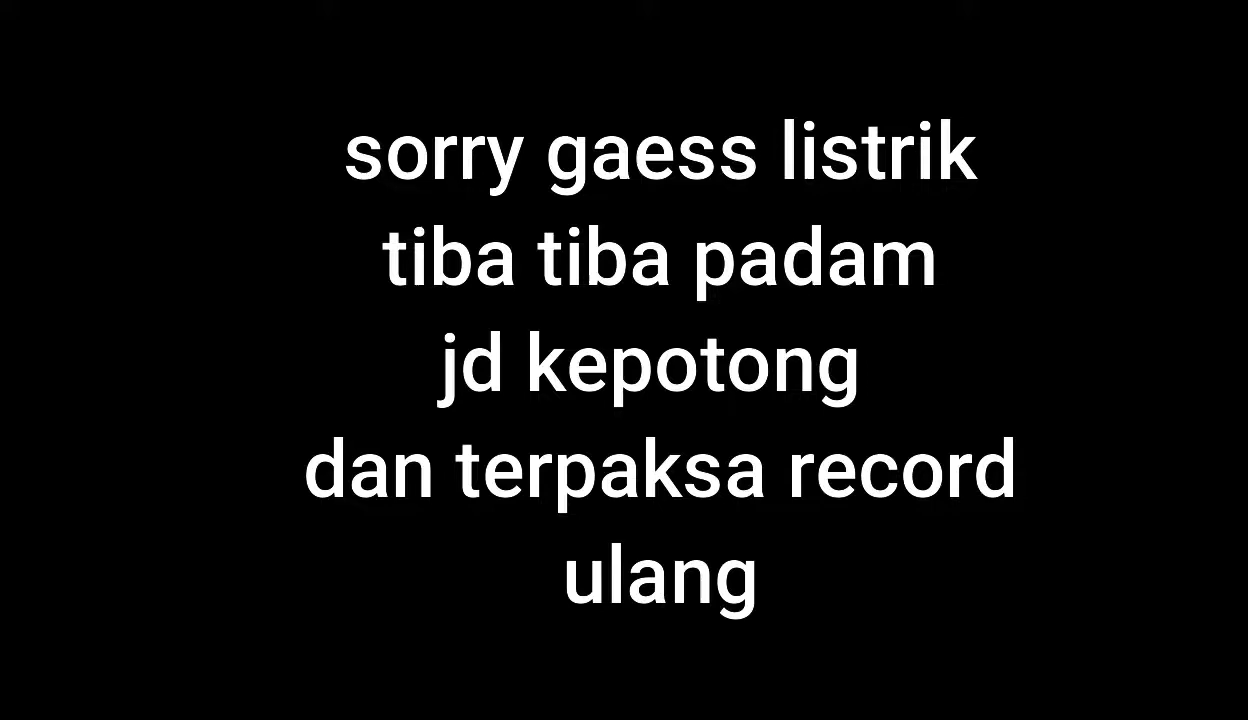 sorry gaess listrik
tiba tiba padam
jd kepotong
dan terpaksa record
ulang